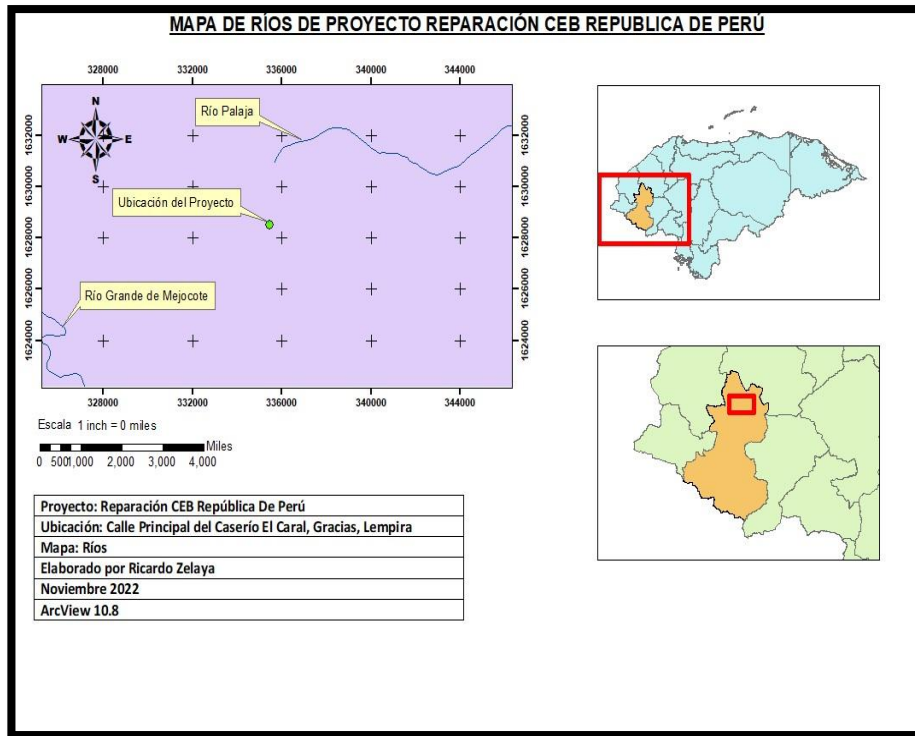 MAPA DE RÍOS DE PROYECTO REPARACIÓN CEB REPUBLICA DE PERÚ
328000 332000 336000 340000 344000
N
W E
S
Río Palaja
Ubicación del Proyecto
Río Grande de Mejocote
1632000 1632000
1630000 1630000
1628000 1628000
1626000 1626000
1624000 1624000
328000 332000 336000 340000 344000
Escala 1 inch = 0 miles
Miles
0 5001,000 2,000 3,000 4,000
Proyecto: Reparación CEB República De Perú
Ubicación: Calle Principal del Caserío El Caral, Gracias, Lempira
Mapa: Ríos
Elaborado por Ricardo Zelaya
Noviembre 2022
ArcView 10.8